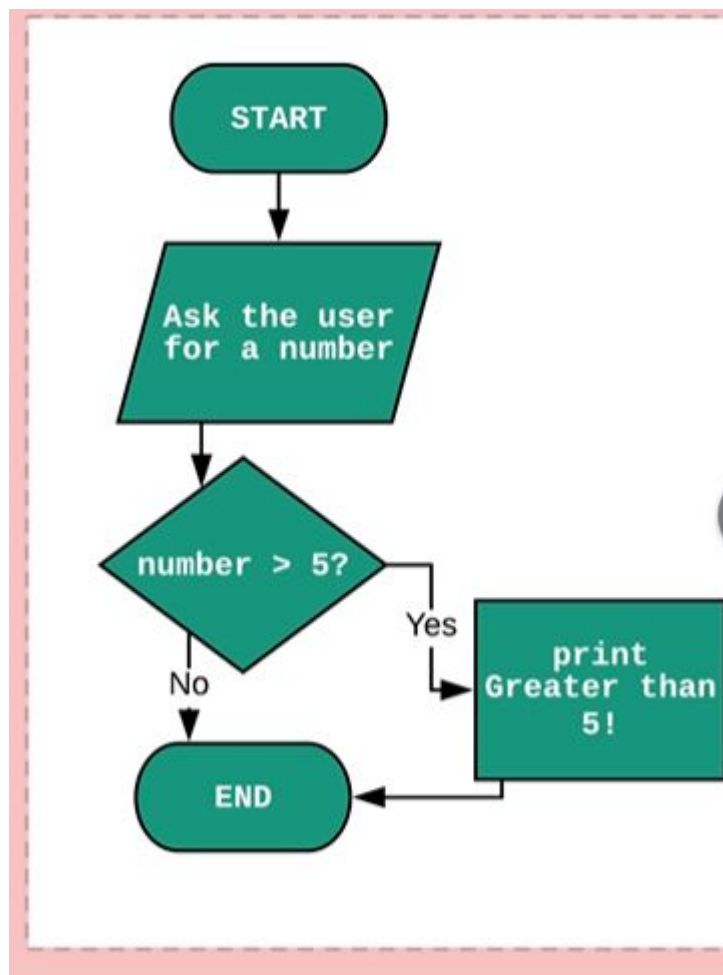 START
Ask the user
for a number
number > 5?
Yes
No
print
Greater than
5!
END